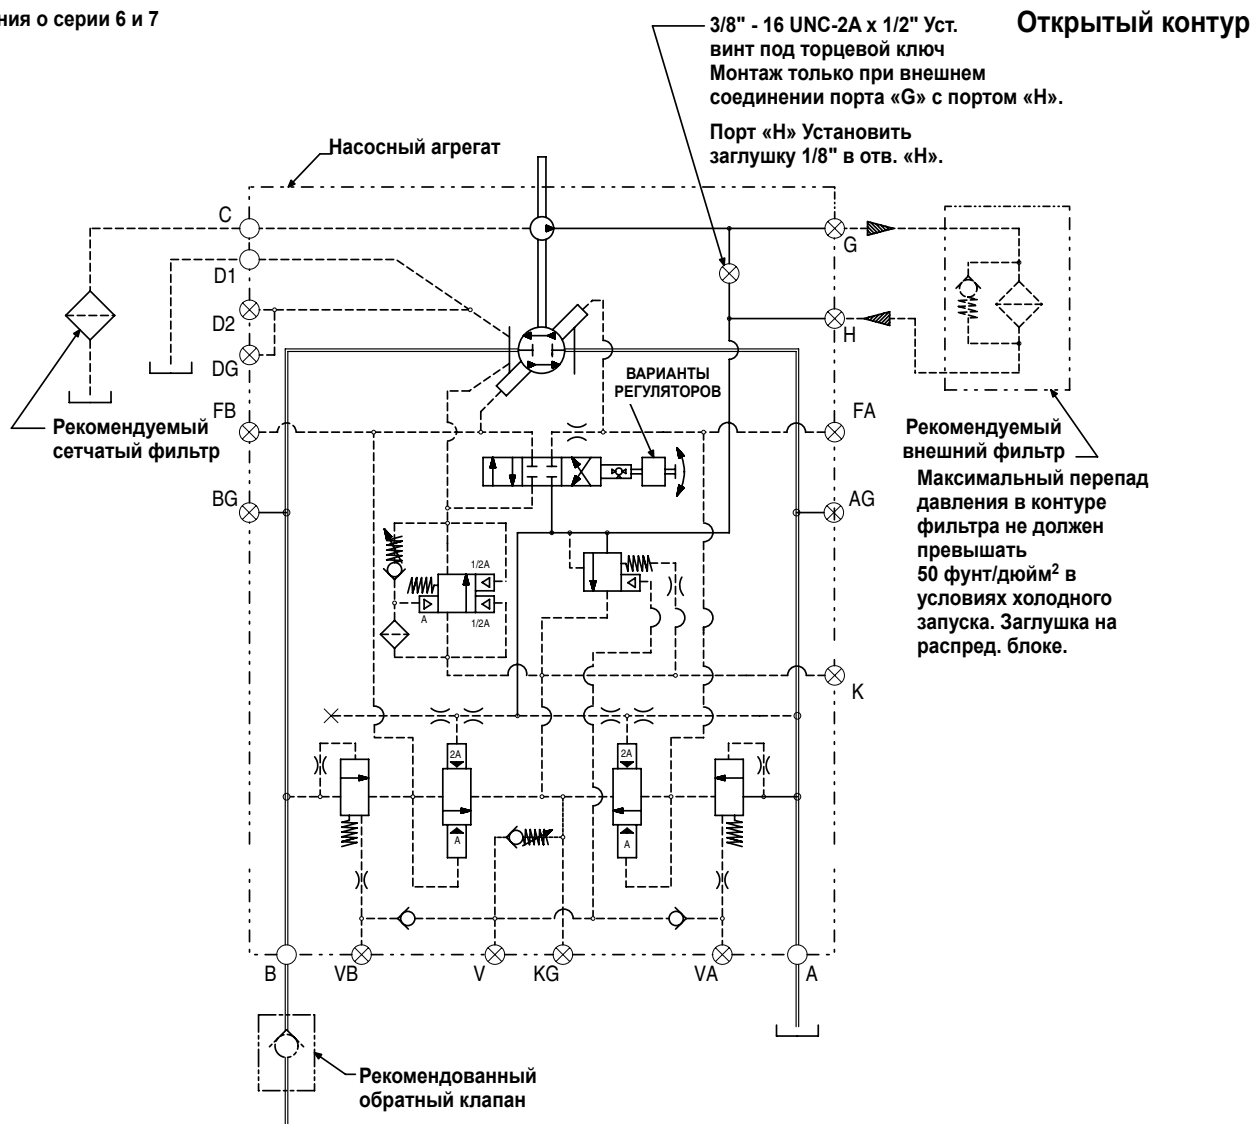 ния о серии 6 и 7
Открытый контур
3/8" - 16 UNC-2A x 1/2" Уст.
винт под торцевой ключ
Монтаж только при внешнем
соединении порта «G» с портом «H».
Порт «H» Установить
заглушку 1/8" в отв. «H».
Насосный агрегат
C
G
D1
D2
H
DG
ВАРИАНТЫ
РЕГУЛЯТОРОВ
FB
FA
Рекомендуемый
сетчатый фильтр
Рекомендуемый
внешний фильтр
Максимальный перепад
давления в контуре
фильтра не должен
превышать
50 фунт/дюйм² в
условиях холодного
запуска. Заглушка на
распред. блоке.
BG
AG
1/2A
A
1/2A
K
2A
2A
A
A
B
VB
V
KG
VA
A
Рекомендованный
обратный клапан